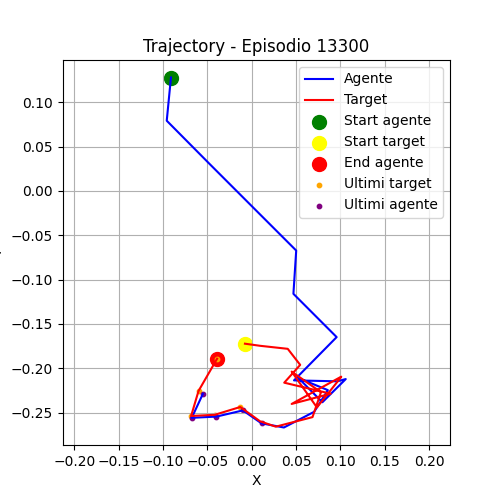 Trajectory - Episodio 13300
Agente
Target
Start agente
Start target
End agente
Ultimi target
Ultimi agente
0.10
0.05
0.00
−0.05
−0.10
−0.15
−0.20
−0.25
−0.20 −0.15 −0.10 −0.05 0.00 0.05 0.10 0.15 0.20
X